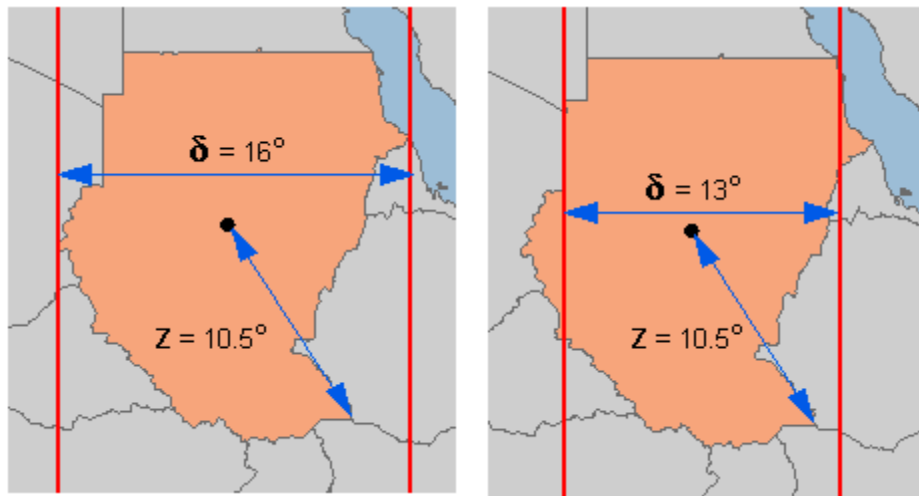 δ = 16°
Z = 10.5°
δ = 13°
Z = 10.5°